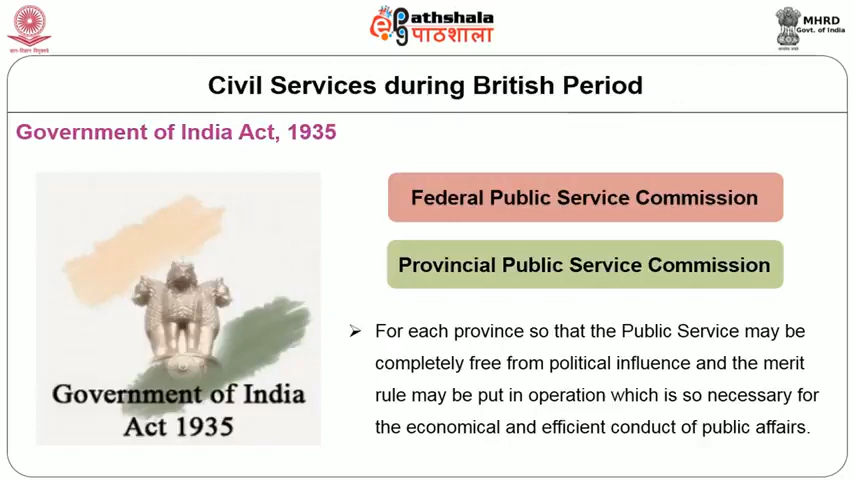 ePathshala
पाठशाला
ज्ञान-विज्ञान विमुक्तये
MHRD
Govt. of India
Civil Services during British Period
Government of India Act, 1935
Federal Public Service Commission
Provincial Public Service Commission
➢ For each province so that the Public Service may be
completely free from political influence and the merit
rule may be put in operation which is so necessary for
the economical and efficient conduct of public affairs.
Government of India
Act 1935